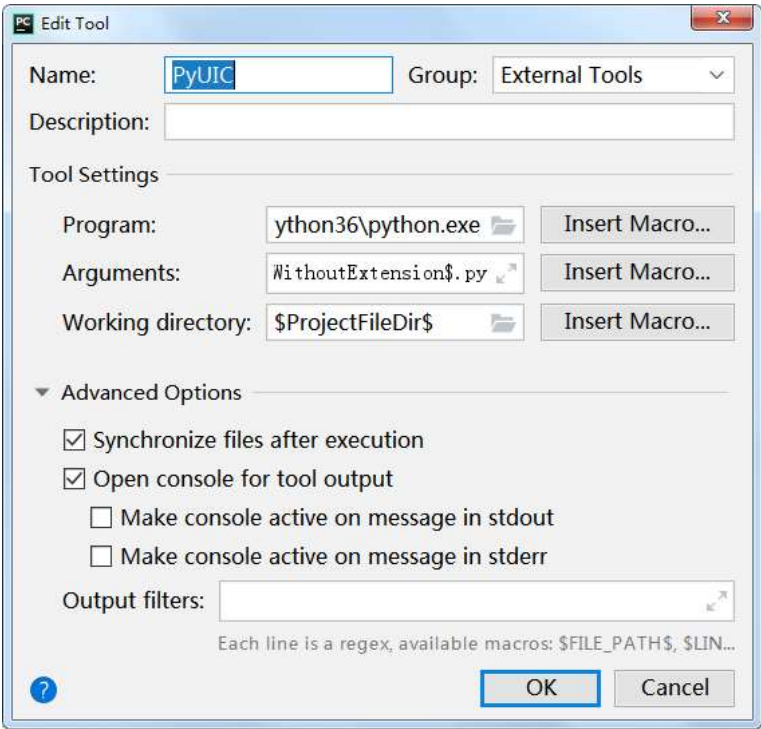 PC Edit Tool
Name: PyUIC Group: External Tools
Description:
Tool Settings
Program: ython36\python.exe Insert Macro...
Arguments: WithoutExtension$.py Insert Macro...
Working directory: $ProjectFileDir$ Insert Macro...
Advanced Options
Synchronize files after execution
Open console for tool output
Make console active on message in stdout
Make console active on message in stderr
Output filters:
Each line is a regex, available macros: $FILE_PATH$, $LIN...
? OK Cancel